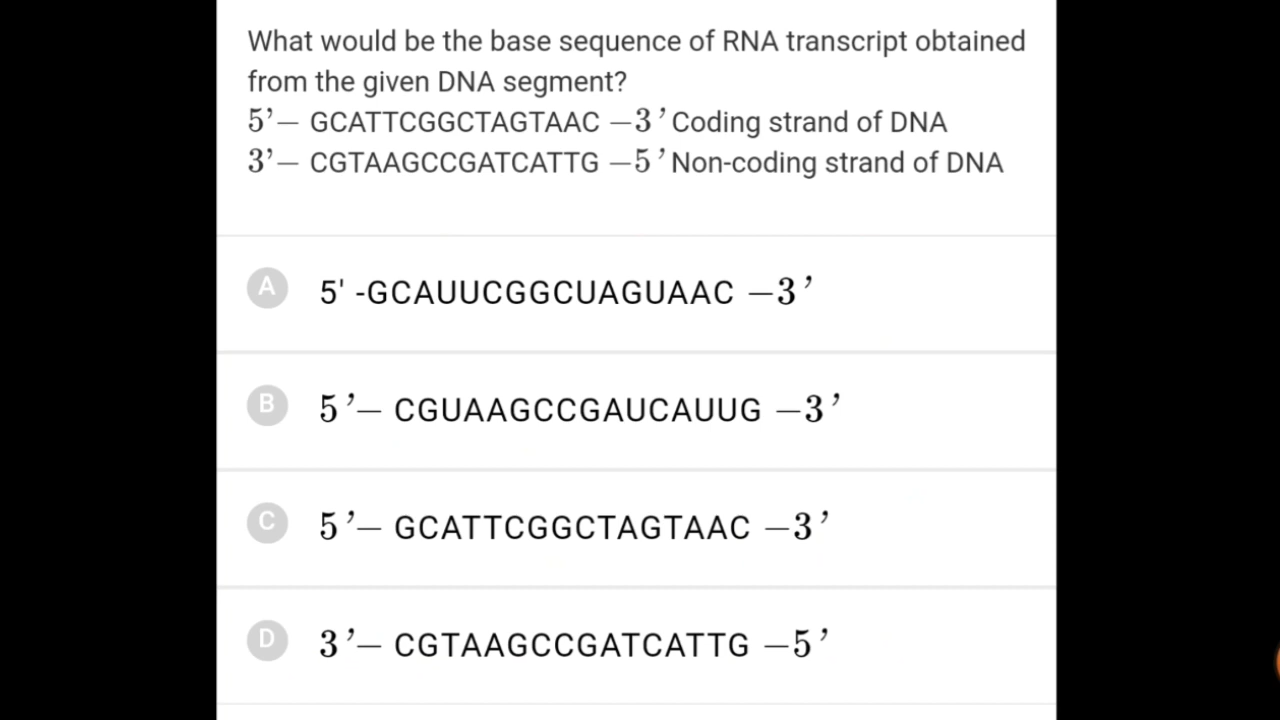 What would be the base sequence of RNA transcript obtained
from the given DNA segment?
5’− GCATTCGGCTAGTAAC −3 ’ Coding strand of DNA
3’− CGTAAGCCGATCATTG −5 ’ Non-coding strand of DNA
A 5' -GCAUUCGGCUAGUAAC −3 ’
B 5 ’− CGUAAGCCGAUCAUUG −3 ’
C 5 ’− GCATTCGGCTAGTAAC −3 ’
D 3 ’− CGTAAGCCGATCATTG −5 ’